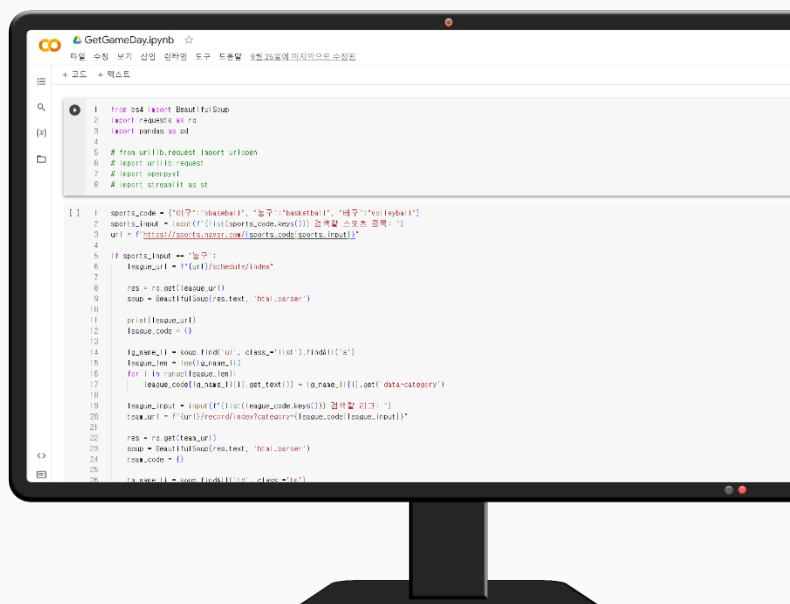 GetGameDay.ipynb
파일 수정 보기 삽입 런타임 도구 도움말 9월 26일에 마지막으로 수정됨
+ 코드 + 텍스트
1 from bs4 import BeautifulSoup
2 import requests as rq
3 import pandas as pd
4
5 # from urllib.request import urlopen
6 # import urllib.request
7 # import openpyxl
8 # import streamlit as st
[ ] 1 sports_code = {"야구":"kbaseball", "농구":"basketball", "배구":"volleyball"}
2 sports_input = input(f"{list(sports_code.keys())} 검색할 스포츠 종목: ")
3 url = f"https://sports.naver.com/{sports_code[sports_input]}"
4
5 if sports_input == "농구":
6 league_url = f"{url}/schedule/index"
7
8 res = rq.get(league_url)
9 soup = BeautifulSoup(res.text, 'html.parser')
10
11 print(league_url)
12 league_code = {}
13
14 lg_name_li = soup.find('ul', class_='list').findAll('a')
15 league_len = len(lg_name_li)
16 for i in range(league_len):
17 league_code[lg_name_li[i].get_text()] = lg_name_li[i].get('data-category')
18
19 league_input = input(f"{list(league_code.keys())} 검색할 리그: ")
20 team_url = f"{url}/record/index?category={league_code[league_input]}"
21
22 res = rq.get(team_url)
23 soup = BeautifulSoup(res.text, 'html.parser')
24 team_code = {}
25
26 tm_name_li = soup.findAll('td', class_='tm')